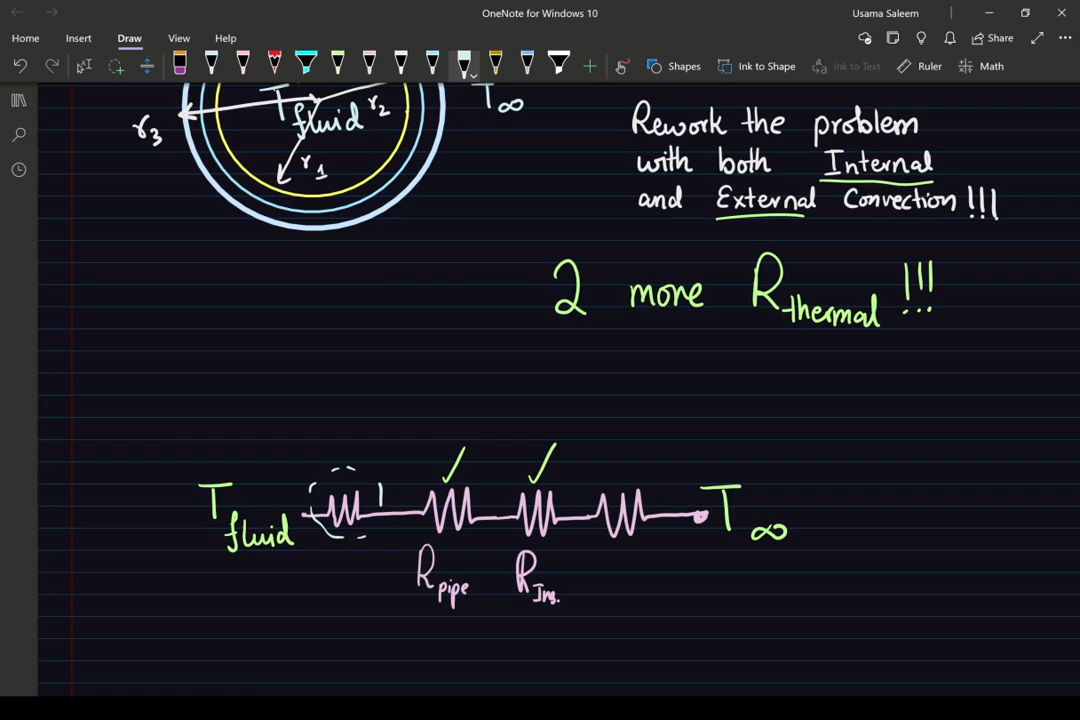 OneNote for Windows 10
Usama Saleem
Home Insert Draw View Help
Share
Shapes
Ink to Shape
Ink to Text
Ruler
Math
T fluid
r2
r3
r1
T∞
Rework the problem
with both Internal
and External Convection !!!
2 more Rthermal !!!
Tfluid
T∞
Rpipe
RIns.